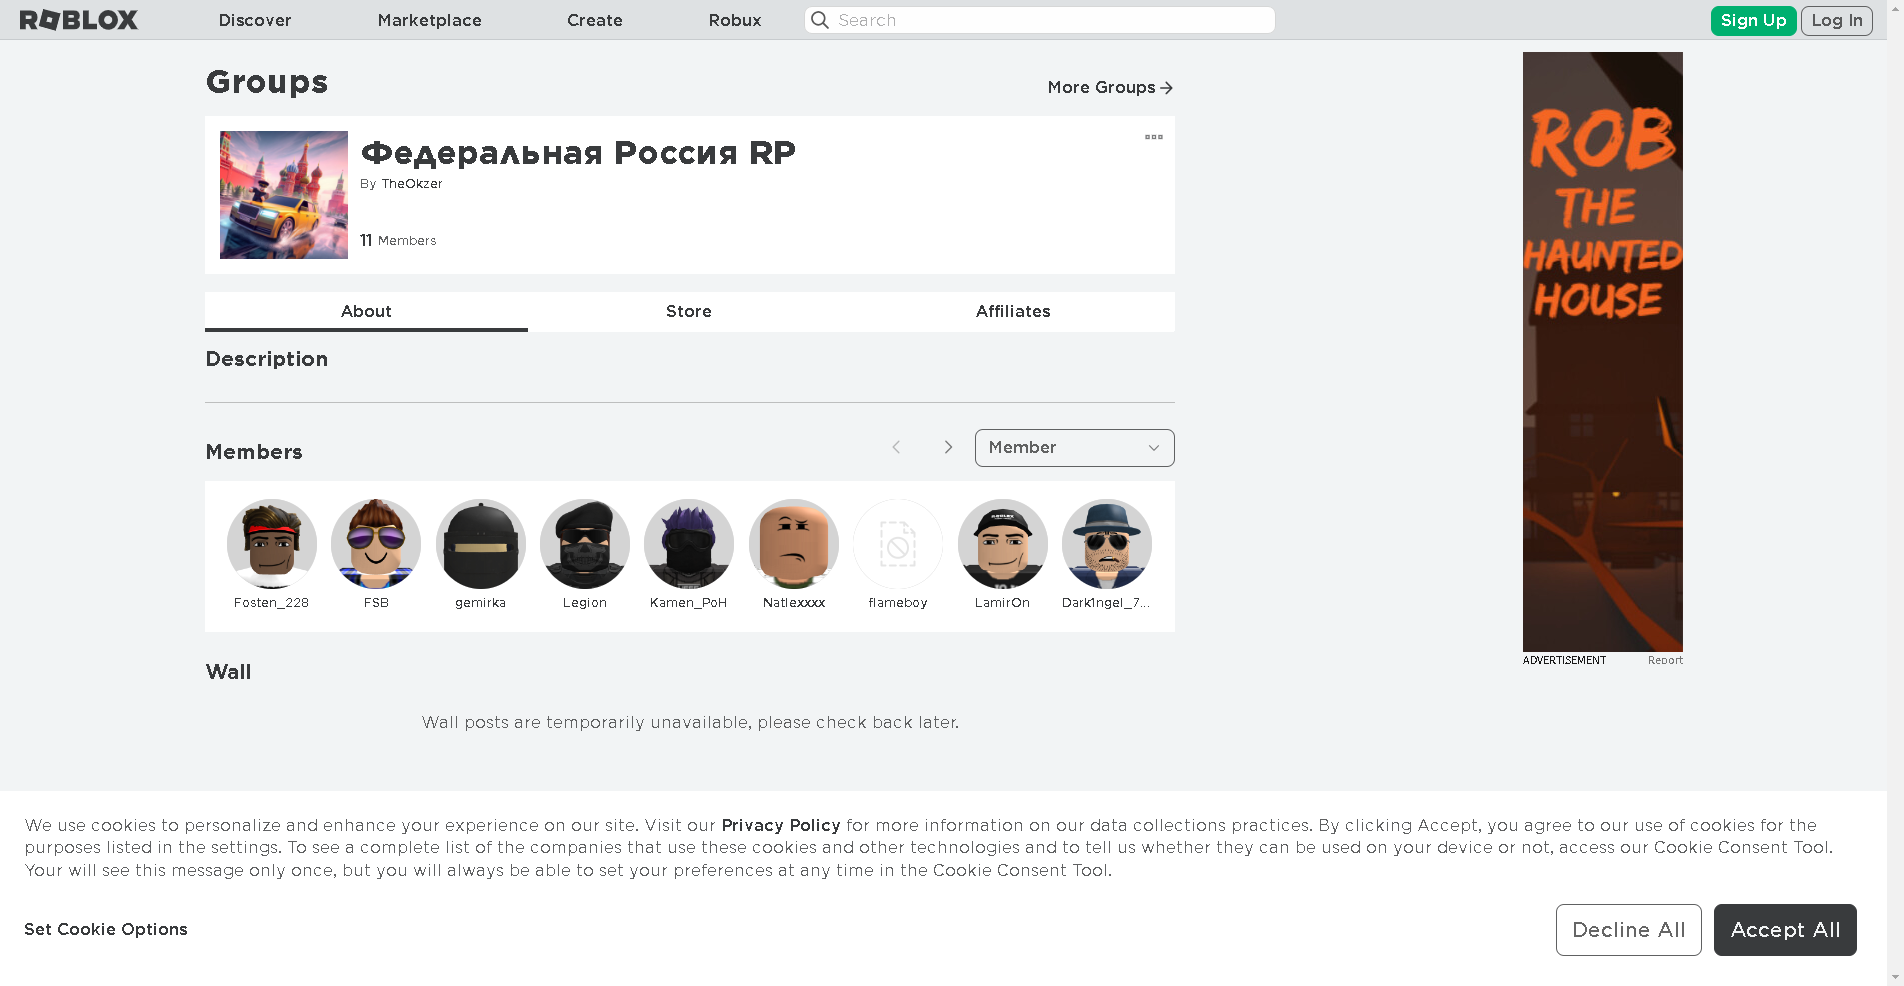 ROBLOX
Discover
Marketplace
Create
Robux
Search
Sign Up
Log In
Groups
More Groups
Федеральная Россия RP
By TheOkzer
11 Members
About
Store
Affiliates
Description
Members
Member
Fosten_228
FSB
gemirka
Legion
Kamen_PoH
Natlexxxx
flameboy
LamirOn
Dark1ngel_7...
Wall
Wall posts are temporarily unavailable, please check back later.
ROB
THE
HAUNTED
HOUSE
ADVERTISEMENT
Report
We use cookies to personalize and enhance your experience on our site. Visit our Privacy Policy for more information on our data collections practices. By clicking Accept, you agree to our use of cookies for the
purposes listed in the settings. To see a complete list of the companies that use these cookies and other technologies and to tell us whether they can be used on your device or not, access our Cookie Consent Tool.
Your will see this message only once, but you will always be able to set your preferences at any time in the Cookie Consent Tool.
Set Cookie Options
Decline All
Accept All